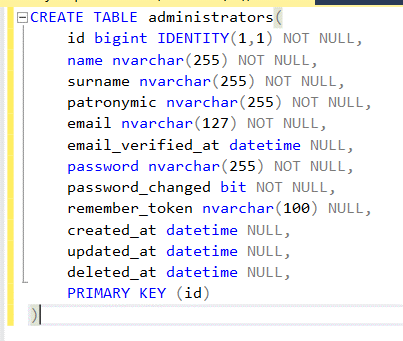 CREATE TABLE administrators(
id bigint IDENTITY(1,1) NOT NULL,
name nvarchar(255) NOT NULL,
surname nvarchar(255) NOT NULL,
patronymic nvarchar(255) NOT NULL,
email nvarchar(127) NOT NULL,
email_verified_at datetime NULL,
password nvarchar(255) NOT NULL,
password_changed bit NOT NULL,
remember_token nvarchar(100) NULL,
created_at datetime NULL,
updated_at datetime NULL,
deleted_at datetime NULL,
PRIMARY KEY (id)
)